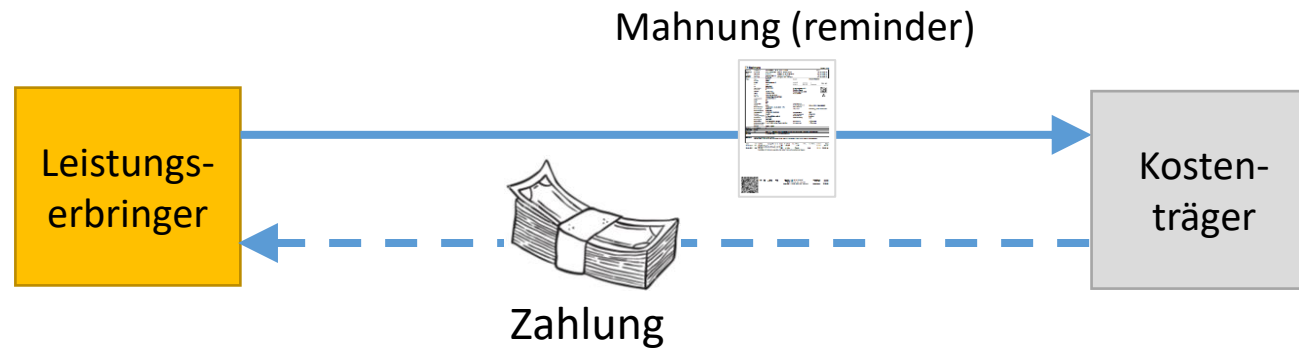 Mahnung (reminder)
Leistungs-
erbringer
Kosten-
träger
Zahlung